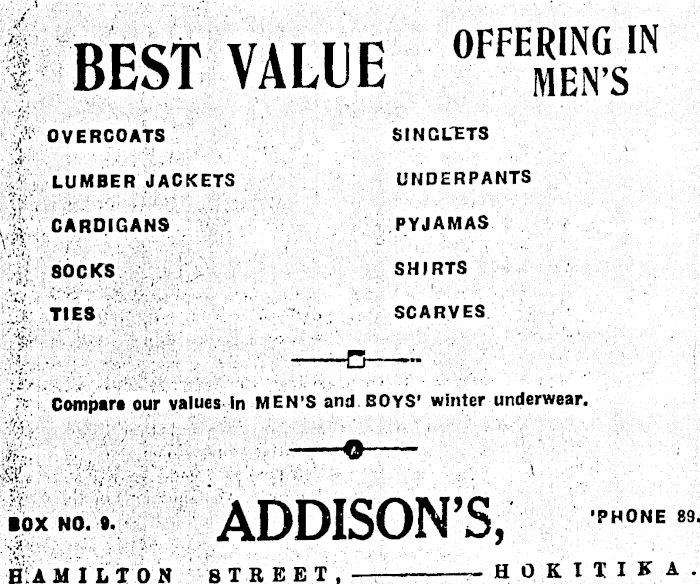 BEST VALUE OFFERING IN MEN'S
OVERCOATS SINGLETS
LUMBER JACKETS UNDERPANTS
CARDIGANS PYJAMAS
SOCKS SHIRTS
TIES SCARVES
Compare our values in MEN'S and BOYS' winter underwear.
BOX NO. 9. ADDISON'S, 'PHONE 89.
HAMILTON STREET, HOKITIKA.